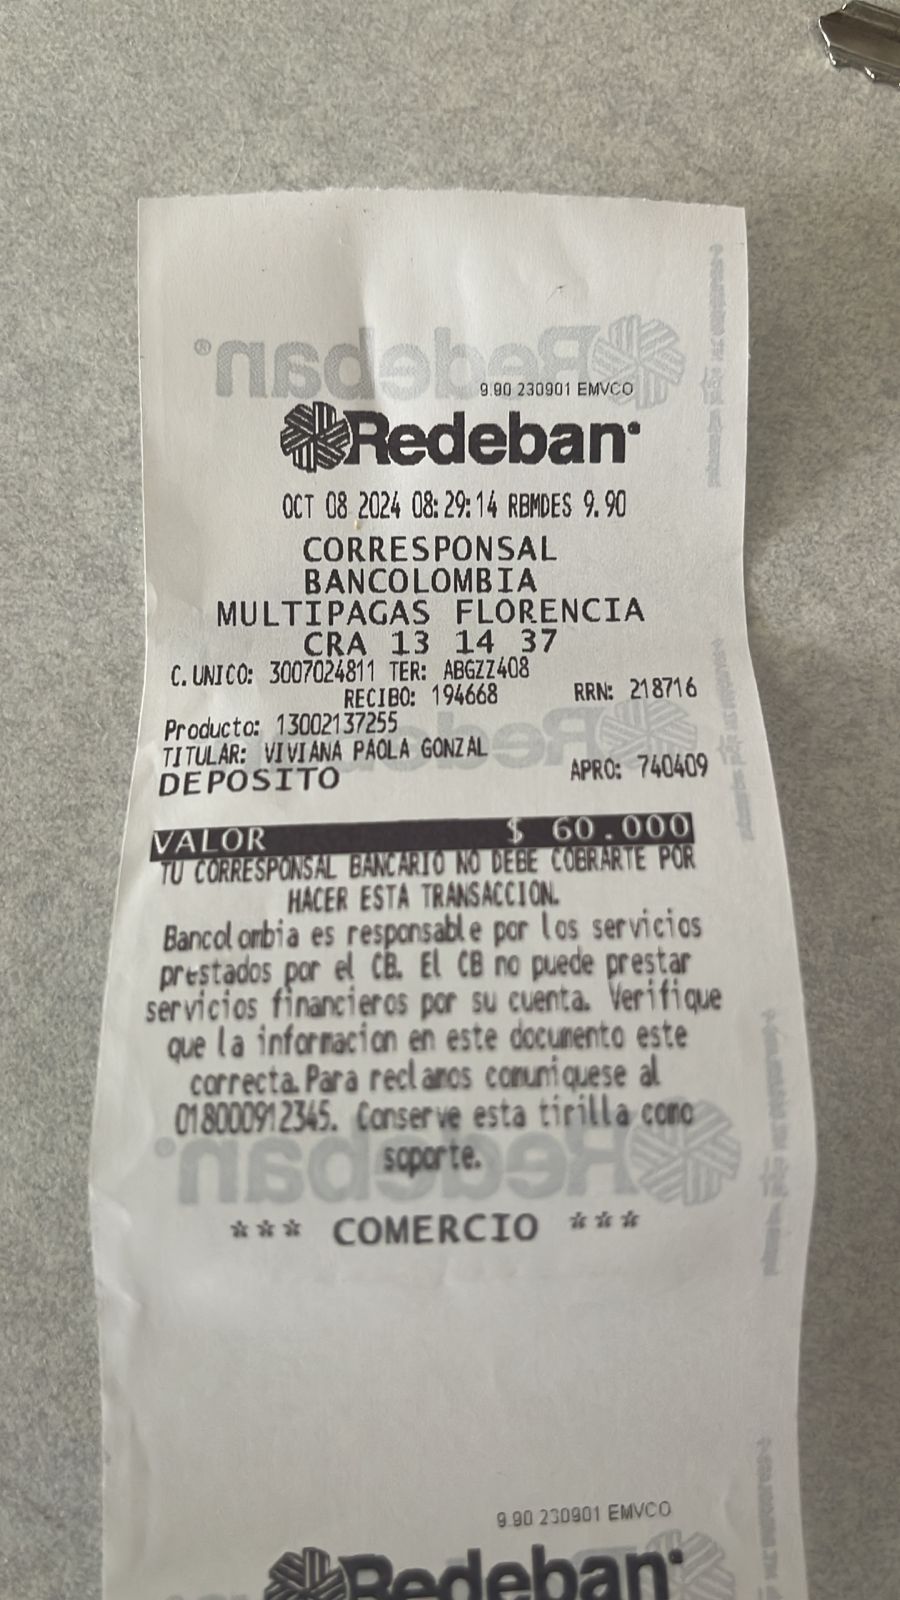 9.90 230901 EMVCO
Redeban
OCT 08 2024 08:29:14 RBMDES 9.90
CORRESPONSAL
BANCOLOMBIA
MULTIPAGAS FLORENCIA
CRA 13 14 37
C.UNICO: 3007024811 TER: ABGZZ408
RECIBO: 194668 RRN: 218716
Producto: 13002137255
TITULAR: VIVIANA PAOLA GONZAL
DEPOSITO APRO: 740409
VALOR $ 60.000
TU CORRESPONSAL BANCARIO NO DEBE COBRARTE POR
HACER ESTA TRANSACCION.
Bancolombia es responsable por los servicios
prestados por el CB. El CB no puede prestar
servicios financieros por su cuenta. Verifique
que la informacion en este documento este
correcta.Para reclamos comuniquese al
018000912345. Conserve esta tirilla como
soporte.
*** COMERCIO ***
9.90 230901 EMVCO
Redeban